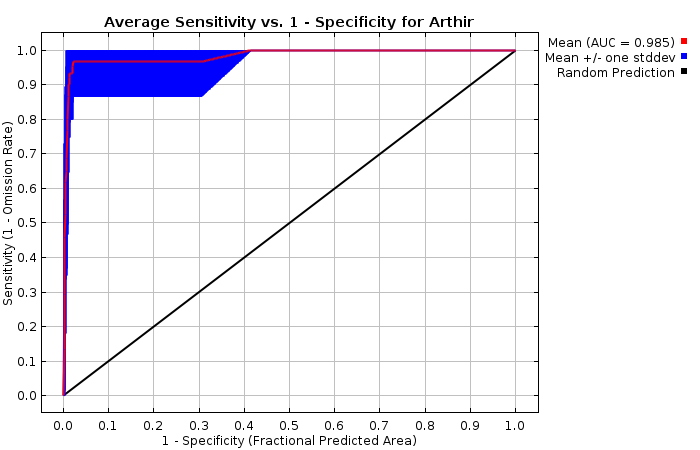 Average Sensitivity vs. 1 - Specificity for Arthir
Mean (AUC = 0.985)
Mean +/- one stddev
Random Prediction
Sensitivity (1 - Omission Rate)
1.0
0.9
0.8
0.7
0.6
0.5
0.4
0.3
0.2
0.1
0.0
0.0 0.1 0.2 0.3 0.4 0.5 0.6 0.7 0.8 0.9 1.0
1 - Specificity (Fractional Predicted Area)